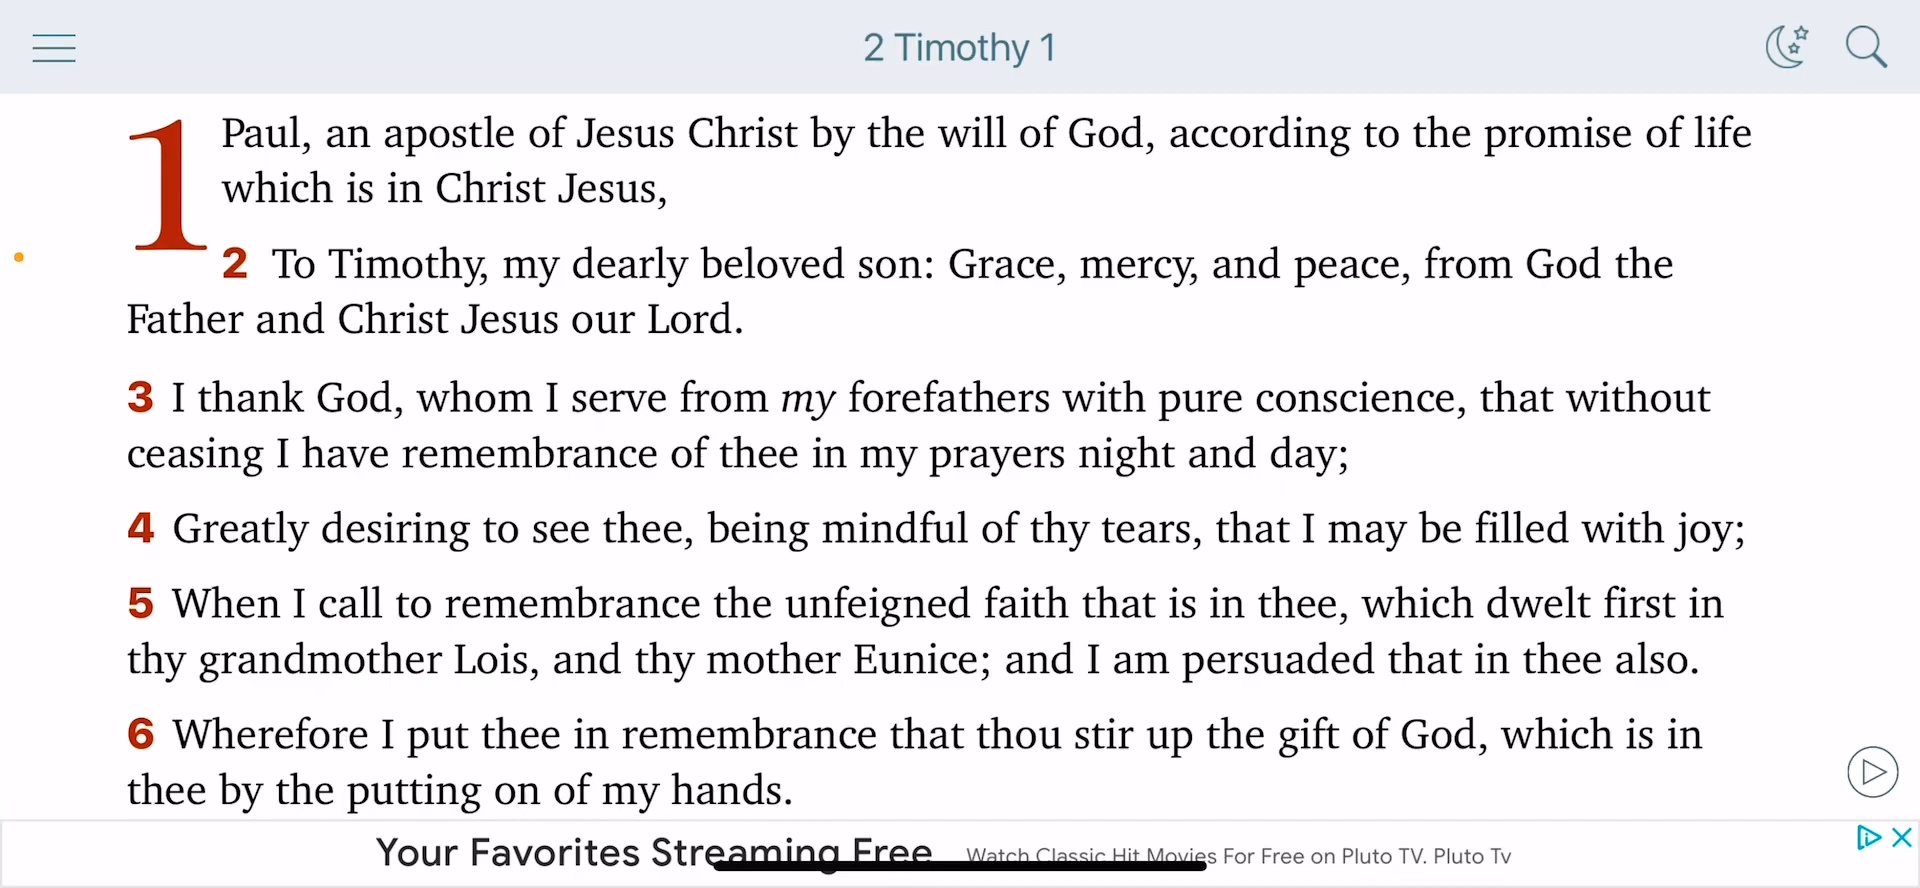 2 Timothy 1
1 Paul, an apostle of Jesus Christ by the will of God, according to the promise of life
which is in Christ Jesus,
2 To Timothy, my dearly beloved son: Grace, mercy, and peace, from God the
Father and Christ Jesus our Lord.
3 I thank God, whom I serve from my forefathers with pure conscience, that without
ceasing I have remembrance of thee in my prayers night and day;
4 Greatly desiring to see thee, being mindful of thy tears, that I may be filled with joy;
5 When I call to remembrance the unfeigned faith that is in thee, which dwelt first in
thy grandmother Lois, and thy mother Eunice; and I am persuaded that in thee also.
6 Wherefore I put thee in remembrance that thou stir up the gift of God, which is in
thee by the putting on of my hands.
Your Favorites Streaming Free
Watch Classic Hit Movies For Free on Pluto TV. Pluto Tv